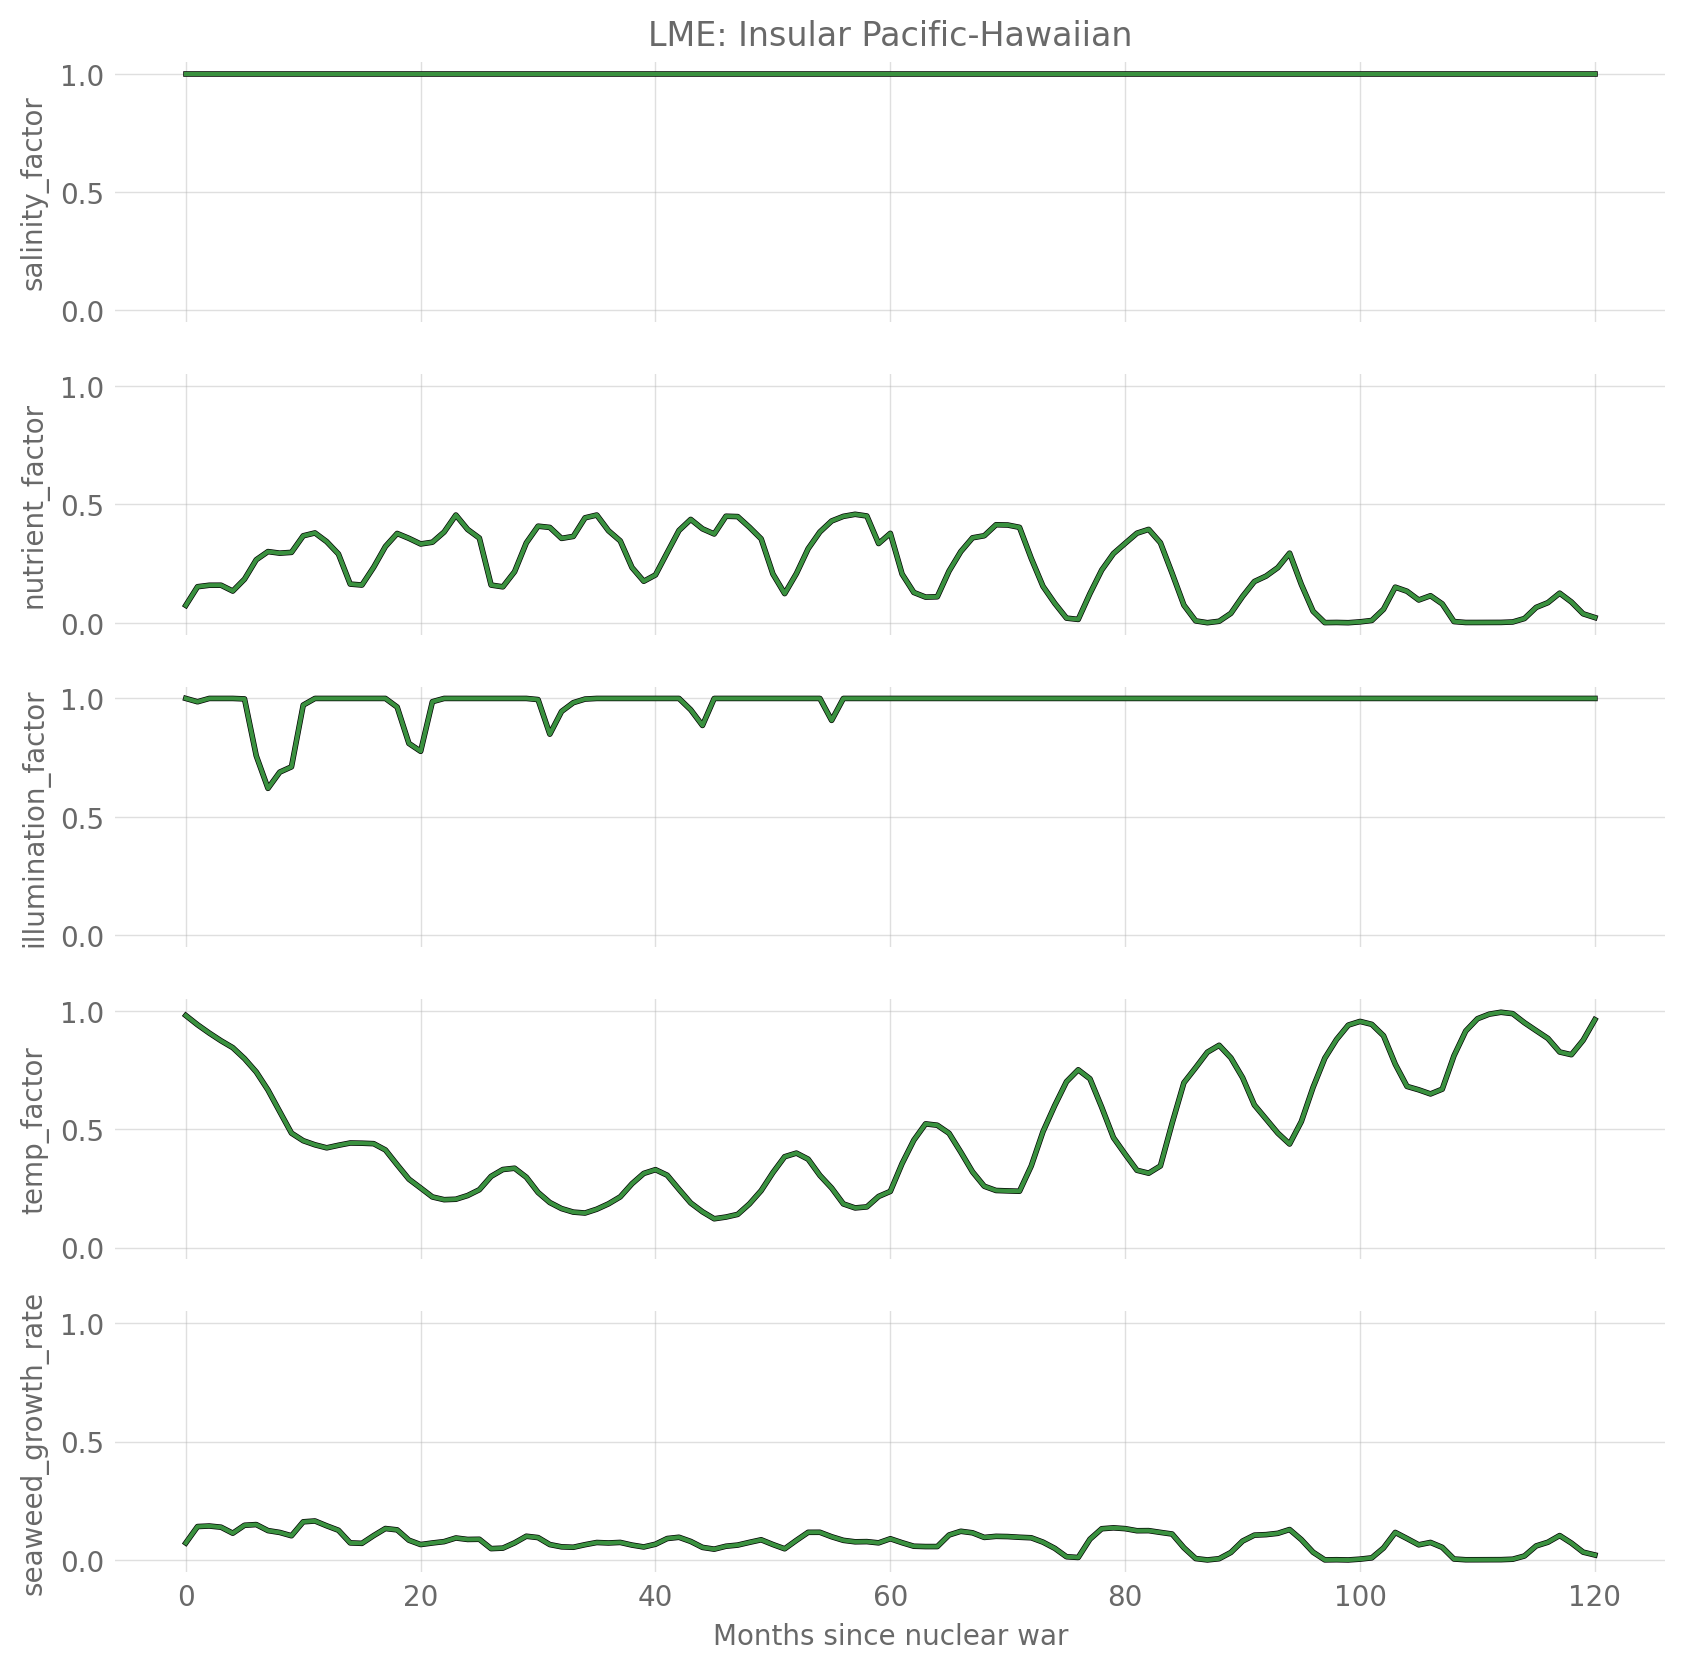 LME: Insular Pacific-Hawaiian
1.0
0.5
0.0
salinity_factor
1.0
0.5
0.0
nutrient_factor
1.0
0.5
0.0
illumination_factor
1.0
0.5
0.0
temp_factor
1.0
0.5
0.0
seaweed_growth_rate
0 20 40 60 80 100 120
Months since nuclear war